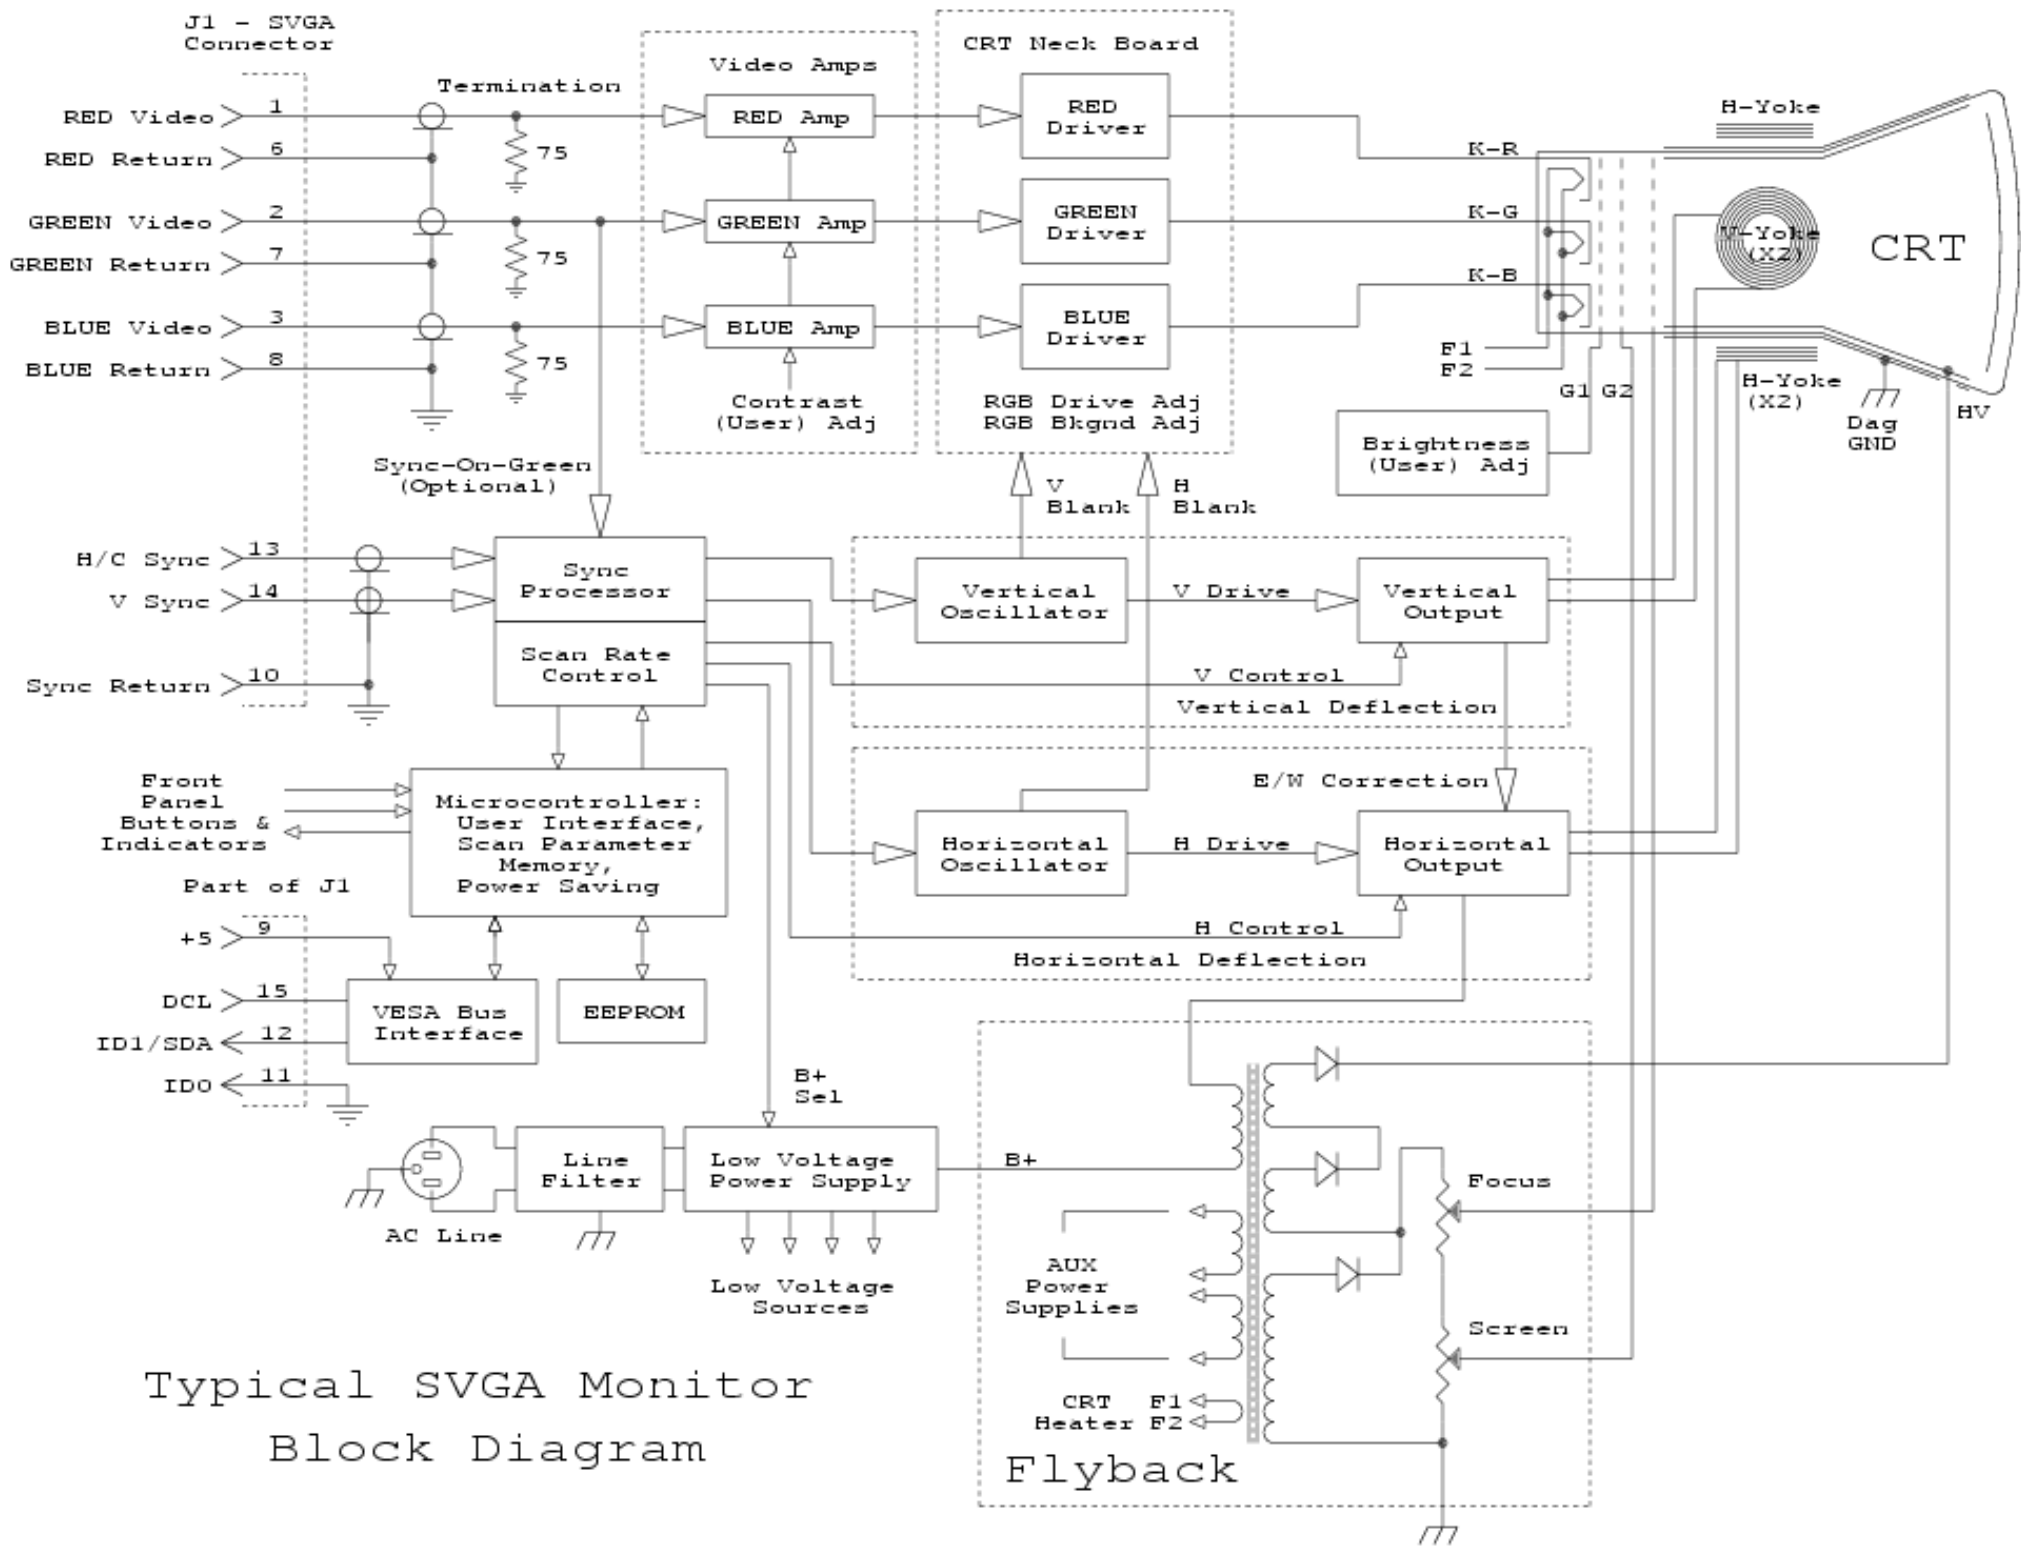 J1 - SVGA
Connector
RED Video
1
RED Return
6
GREEN Video
2
GREEN Return
7
BLUE Video
3
BLUE Return
8
Termination
75
75
75
Video Amps
RED Amp
GREEN Amp
BLUE Amp
Contrast
(User) Adj
CRT Neck Board
RED
Driver
GREEN
Driver
BLUE
Driver
RGB Drive Adj
RGB Bkgnd Adj
K-R
K-G
K-B
F1
F2
G1 G2
H-Yoke
V-Yoke
(X2)
CRT
H-Yoke
(X2)
Dag
GND
HV
Brightness
(User) Adj
Sync-On-Green
(Optional)
V
Blank
H
Blank
H/C Sync
13
V Sync
14
Sync Return
10
Sync
Processor
Scan Rate
Control
Vertical
Oscillator
V Drive
Vertical
Output
V Control
Vertical Deflection
E/W Correction
Horizontal
Oscillator
H Drive
Horizontal
Output
H Control
Horizontal Deflection
Front
Panel
Buttons &
Indicators
Microcontroller:
User Interface,
Scan Parameter
Memory,
Power Saving
Part of J1
+5
9
DCL
15
ID1/SDA
12
ID0
11
VESA Bus
Interface
EEPROM
B+
Sel
AC Line
Line
Filter
Low Voltage
Power Supply
B+
Low Voltage
Sources
Focus
AUX
Power
Supplies
Screen
CRT F1
Heater F2
Flyback
Typical SVGA Monitor
Block Diagram